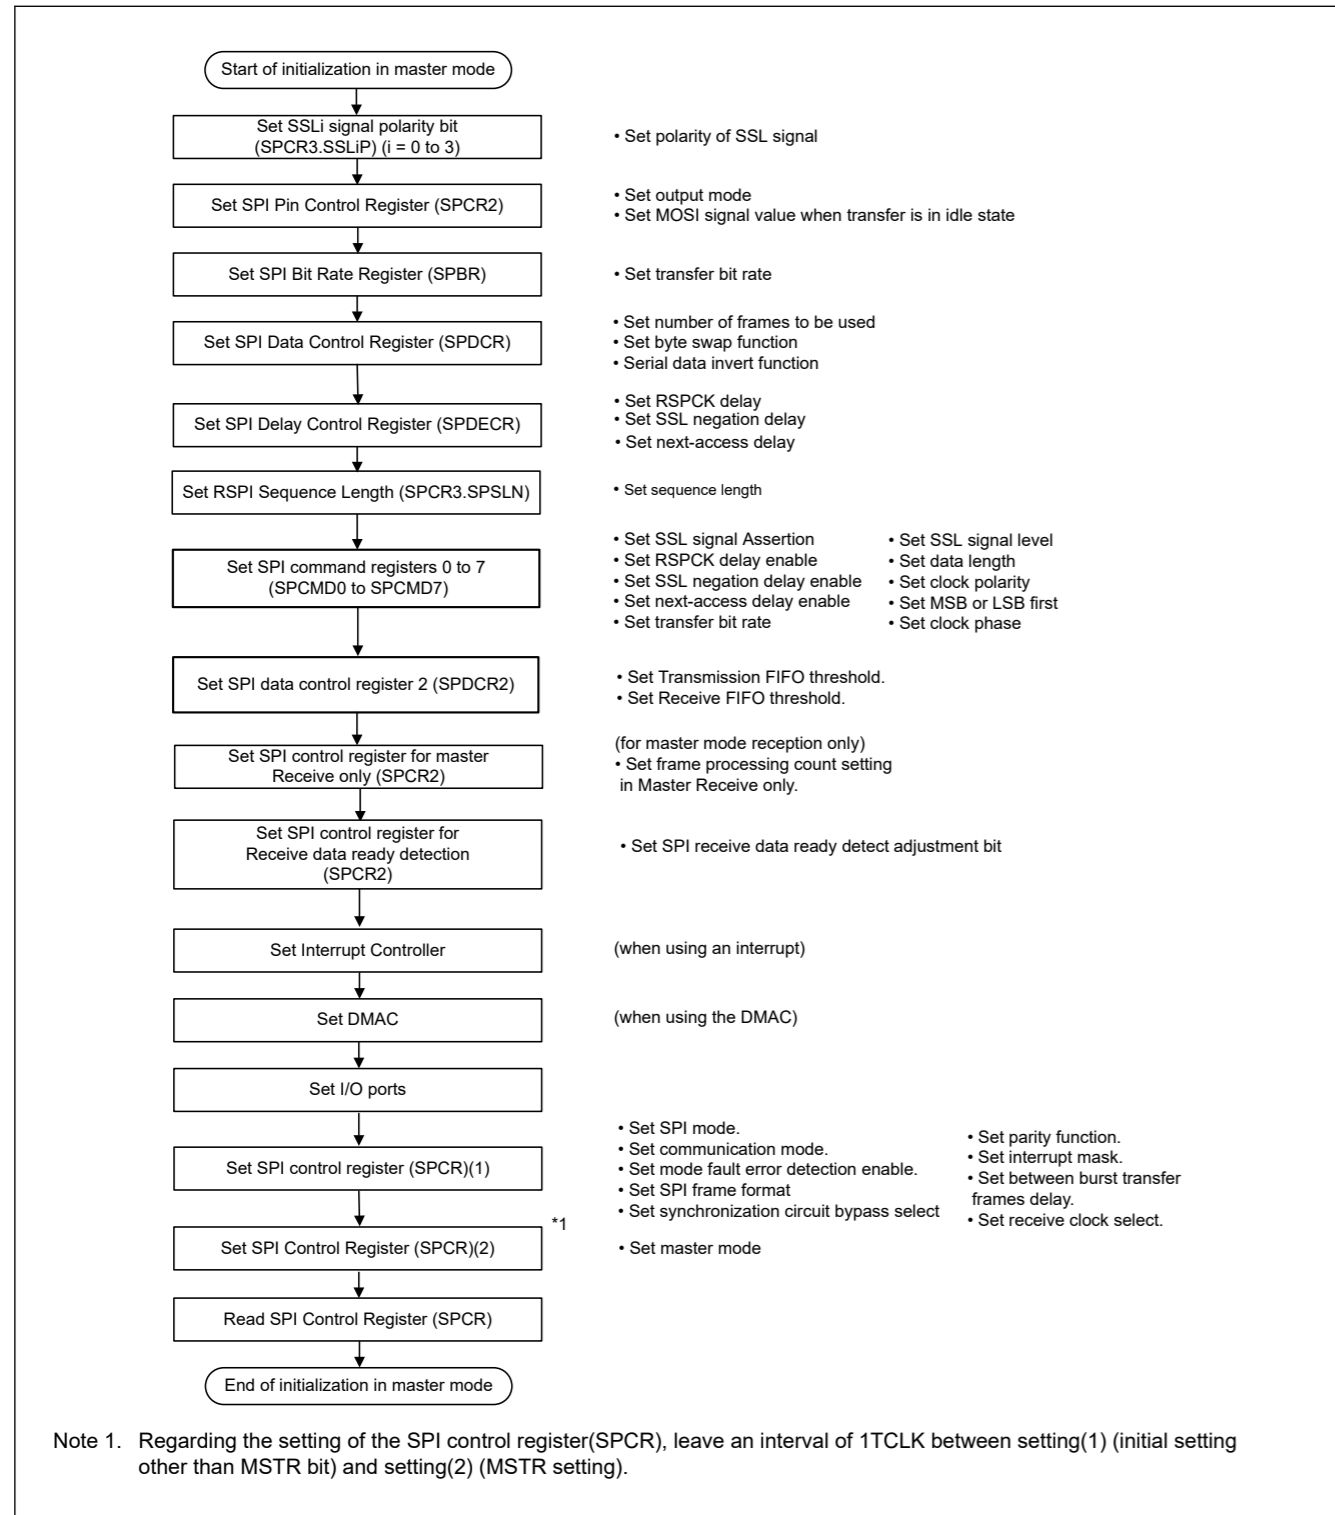 Start of initialization in master mode
Set SSLi signal polarity bit
(SPCR3.SSLiP) (i = 0 to 3)
• Set polarity of SSL signal
Set SPI Pin Control Register (SPCR2)
• Set output mode
• Set MOSI signal value when transfer is in idle state
Set SPI Bit Rate Register (SPBR)
• Set transfer bit rate
Set SPI Data Control Register (SPDCR)
• Set number of frames to be used
• Set byte swap function
• Serial data invert function
Set SPI Delay Control Register (SPDECR)
• Set RSPCK delay
• Set SSL negation delay
• Set next-access delay
Set RSPI Sequence Length (SPCR3.SPSLN)
• Set sequence length
Set SPI command registers 0 to 7
(SPCMD0 to SPCMD7)
• Set SSL signal Assertion
• Set RSPCK delay enable
• Set SSL negation delay enable
• Set next-access delay enable
• Set transfer bit rate
• Set SSL signal level
• Set data length
• Set clock polarity
• Set MSB or LSB first
• Set clock phase
Set SPI data control register 2 (SPDCR2)
• Set Transmission FIFO threshold.
• Set Receive FIFO threshold.
Set SPI control register for master
Receive only (SPCR2)
(for master mode reception only)
• Set frame processing count setting
in Master Receive only.
Set SPI control register for
Receive data ready detection
(SPCR2)
• Set SPI receive data ready detect adjustment bit
Set Interrupt Controller
(when using an interrupt)
Set DMAC
(when using the DMAC)
Set I/O ports
Set SPI control register (SPCR)(1)
• Set SPI mode.
• Set communication mode.
• Set mode fault error detection enable.
• Set SPI frame format
• Set synchronization circuit bypass select
• Set parity function.
• Set interrupt mask.
• Set between burst transfer
frames delay.
• Set receive clock select.
*1
Set SPI Control Register (SPCR)(2)
• Set master mode
Read SPI Control Register (SPCR)
End of initialization in master mode
Note 1. Regarding the setting of the SPI control register(SPCR), leave an interval of 1TCLK between setting(1) (initial setting
other than MSTR bit) and setting(2) (MSTR setting).